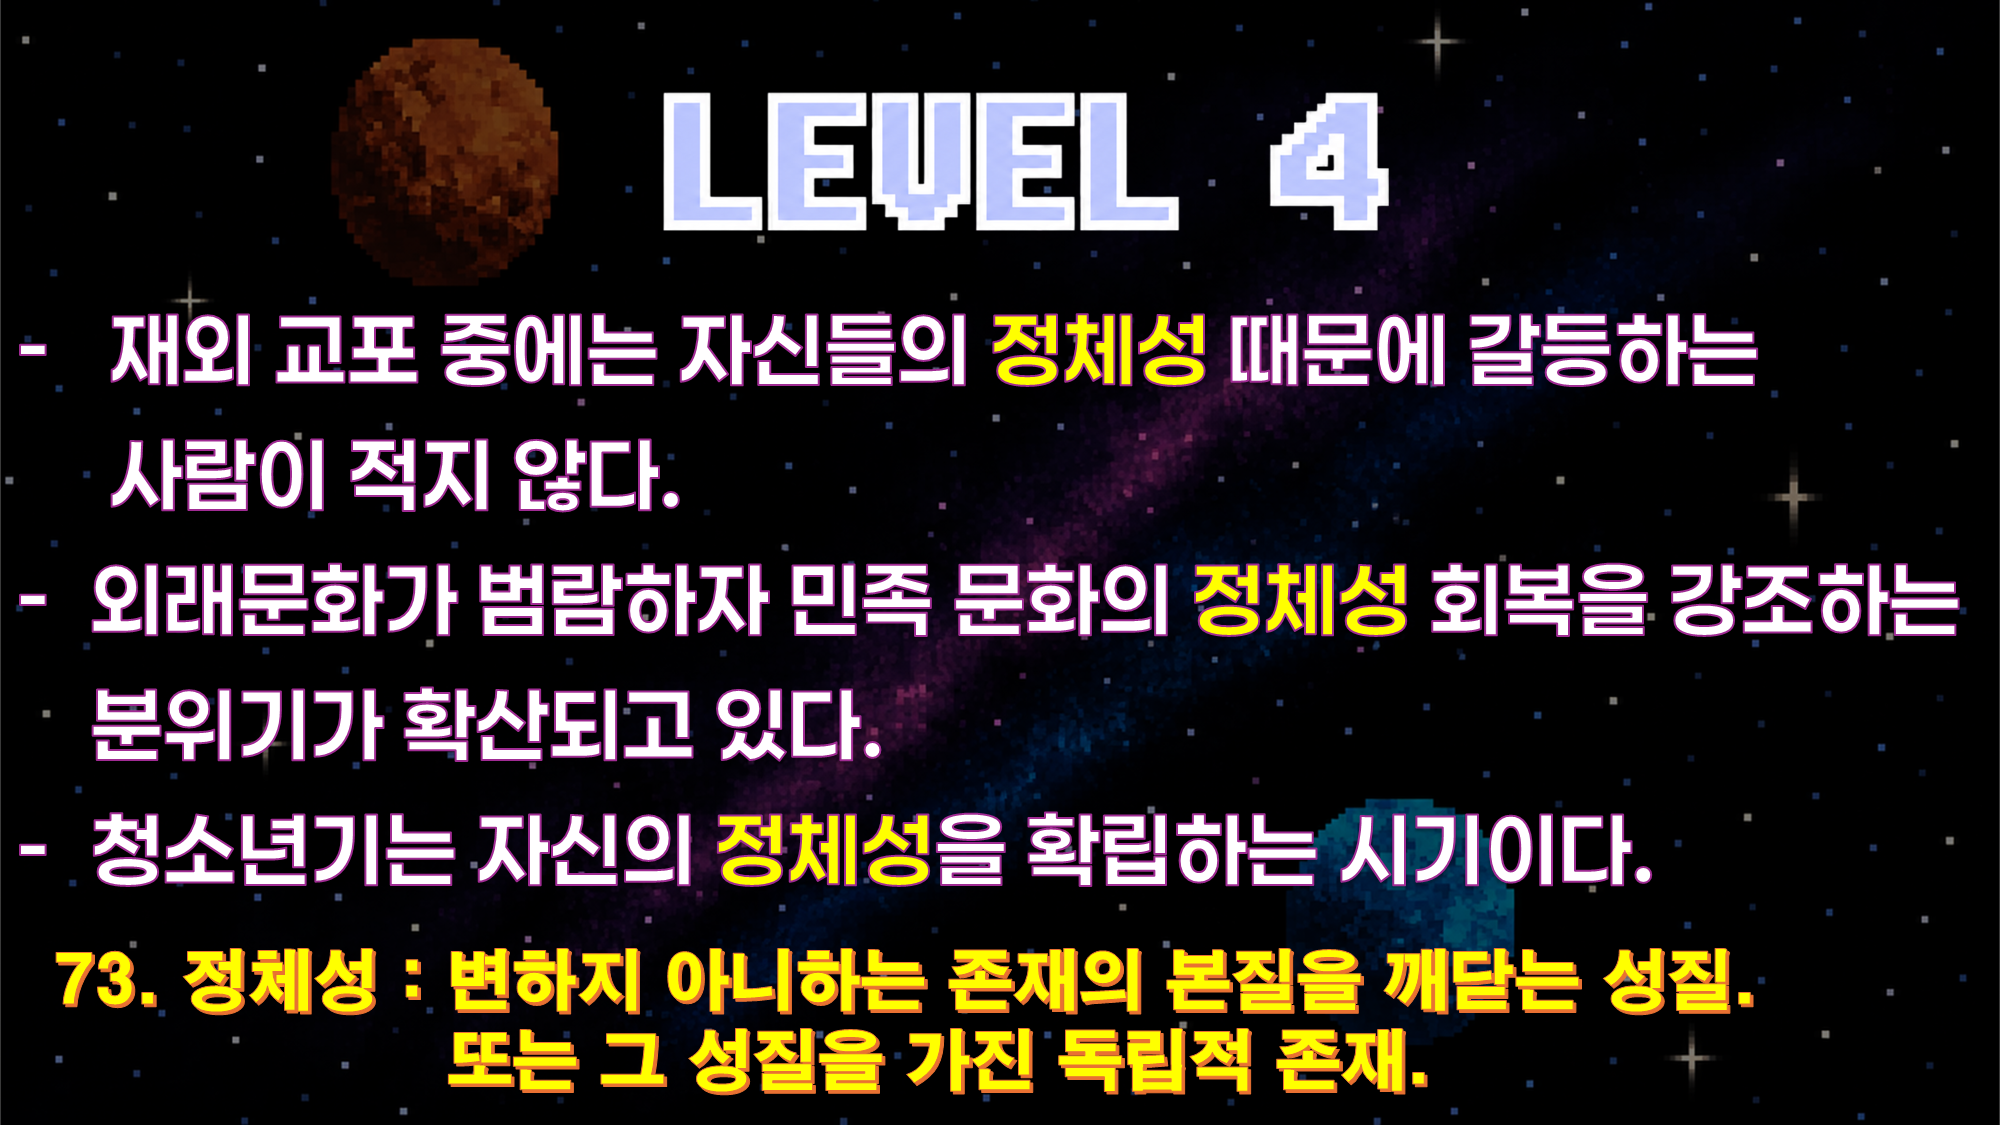 LEVEL 4
- 재외 교포 중에는 자신들의 정체성 때문에 갈등하는
사람이 적지 않다.
- 외래문화가 범람하자 민족 문화의 정체성 회복을 강조하는
분위기가 확산되고 있다.
- 청소년기는 자신의 정체성을 확립하는 시기이다.
73. 정체성 : 변하지 아니하는 존재의 본질을 깨닫는 성질.
또는 그 성질을 가진 독립적 존재.